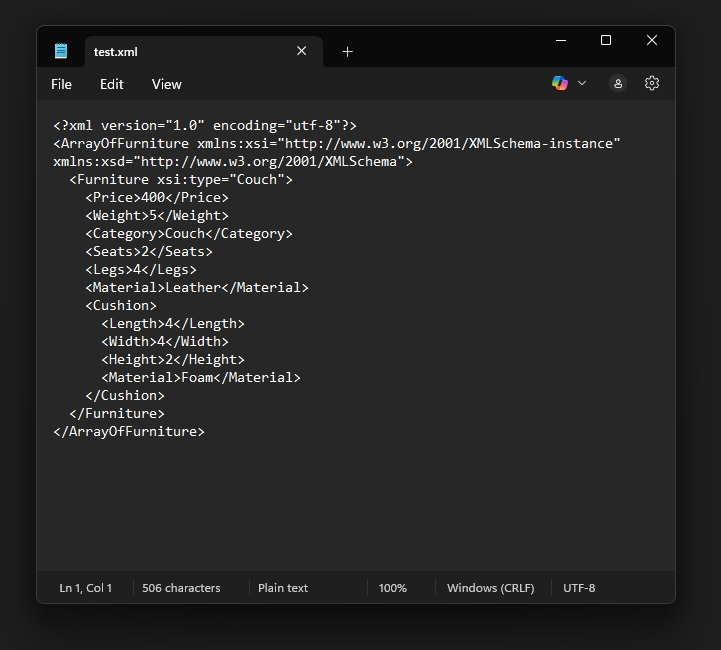 test.xml
File Edit View
<?xml version="1.0" encoding="utf-8"?>
<ArrayOfFurniture xmlns:xsi="http://www.w3.org/2001/XMLSchema-instance"
xmlns:xsd="http://www.w3.org/2001/XMLSchema">
  <Furniture xsi:type="Couch">
    <Price>400</Price>
    <Weight>5</Weight>
    <Category>Couch</Category>
    <Seats>2</Seats>
    <Legs>4</Legs>
    <Material>Leather</Material>
    <Cushion>
      <Length>4</Length>
      <Width>4</Width>
      <Height>2</Height>
      <Material>Foam</Material>
    </Cushion>
  </Furniture>
</ArrayOfFurniture>
Ln 1, Col 1 506 characters Plain text 100% Windows (CRLF) UTF-8